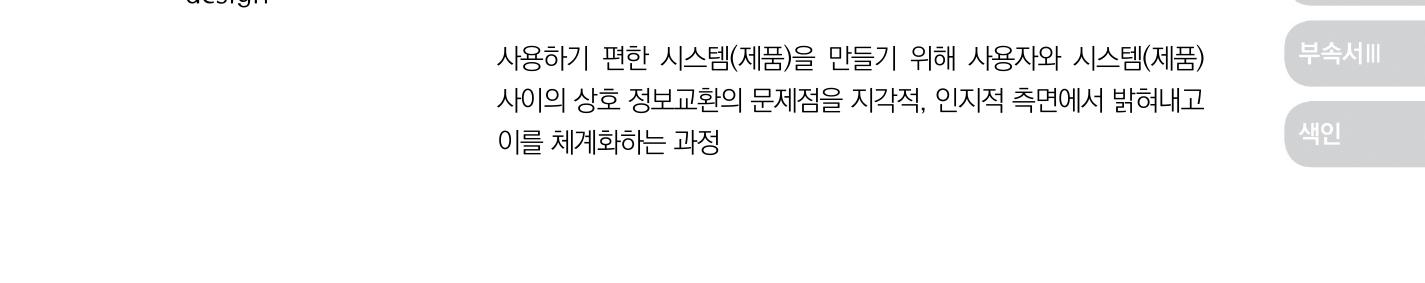 design
사용하기 편한 시스템(제품)을 만들기 위해 사용자와 시스템(제품)
사이의 상호 정보교환의 문제점을 지각적, 인지적 측면에서 밝혀내고
이를 체계화하는 과정
부속서Ⅲ
색인